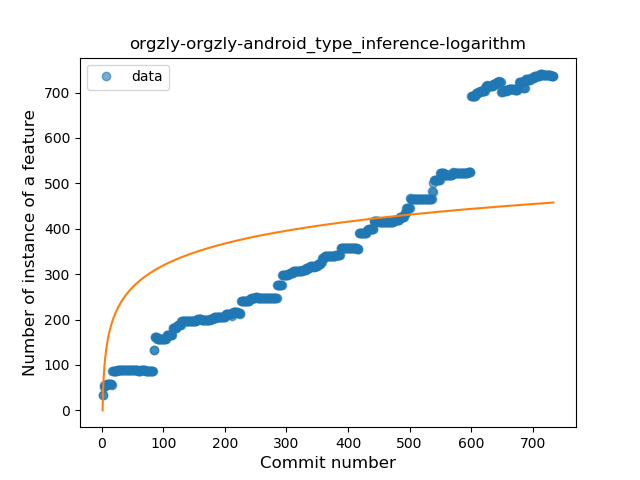 orgzly-orgzly-android_type_inference-logarithm
data
Number of instance of a feature
700
600
500
400
300
200
100
0
0 100 200 300 400 500 600 700
Commit number